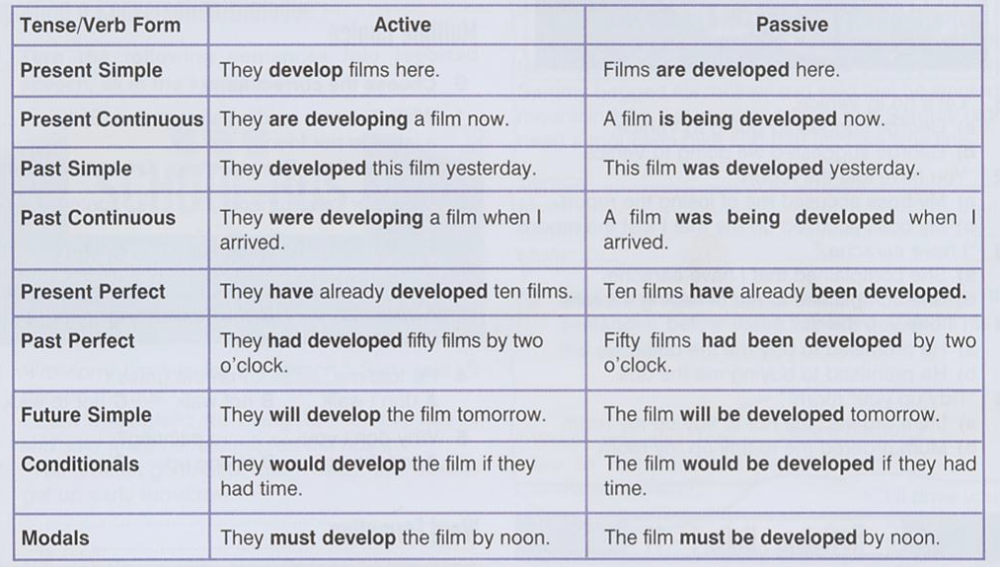 Tense/Verb Form Active Passive
Present Simple They develop films here. Films are developed here.
Present Continuous They are developing a film now. A film is being developed now.
Past Simple They developed this film yesterday. This film was developed yesterday.
Past Continuous They were developing a film when I arrived. A film was being developed when I arrived.
Present Perfect They have already developed ten films. Ten films have already been developed.
Past Perfect They had developed fifty films by two o'clock. Fifty films had been developed by two o'clock.
Future Simple They will develop the film tomorrow. The film will be developed tomorrow.
Conditionals They would develop the film if they had time. The film would be developed if they had time.
Modals They must develop the film by noon. The film must be developed by noon.